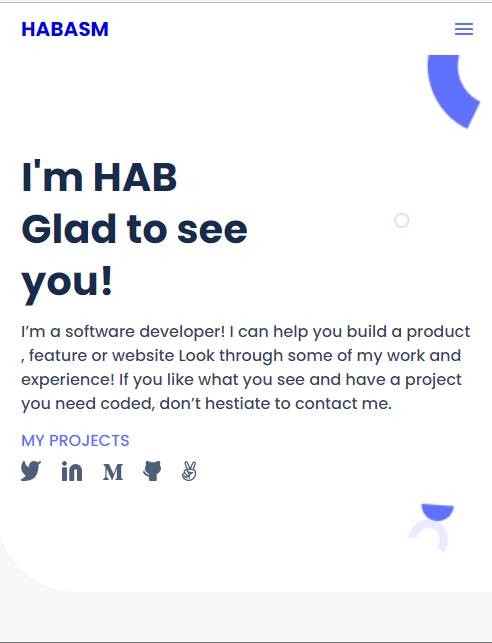 HABASM
I'm HAB
Glad to see
you!
I’m a software developer! I can help you build a product
, feature or website Look through some of my work and
experience! If you like what you see and have a project
you need coded, don’t hestiate to contact me.
MY PROJECTS